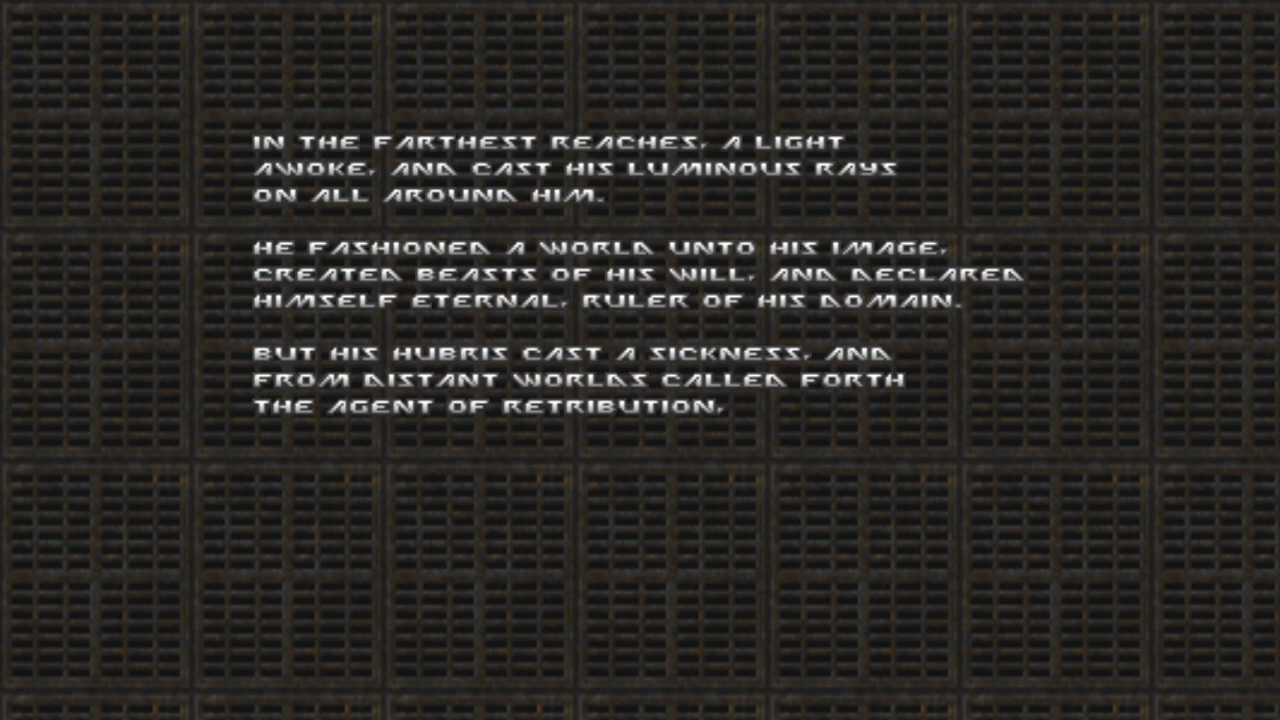 IN THE FARTHEST REACHES, A LIGHT
AWOKE, AND CAST HIS LUMINOUS RAYS
ON ALL AROUND HIM.
HE FASHIONED A WORLD UNTO HIS IMAGE,
CREATED BEASTS OF HIS WILL, AND DECLARED
HIMSELF ETERNAL, RULER OF HIS DOMAIN.
BUT HIS HUBRIS CAST A SICKNESS, AND
FROM DISTANT WORLDS CALLED FORTH
THE AGENT OF RETRIBUTION,